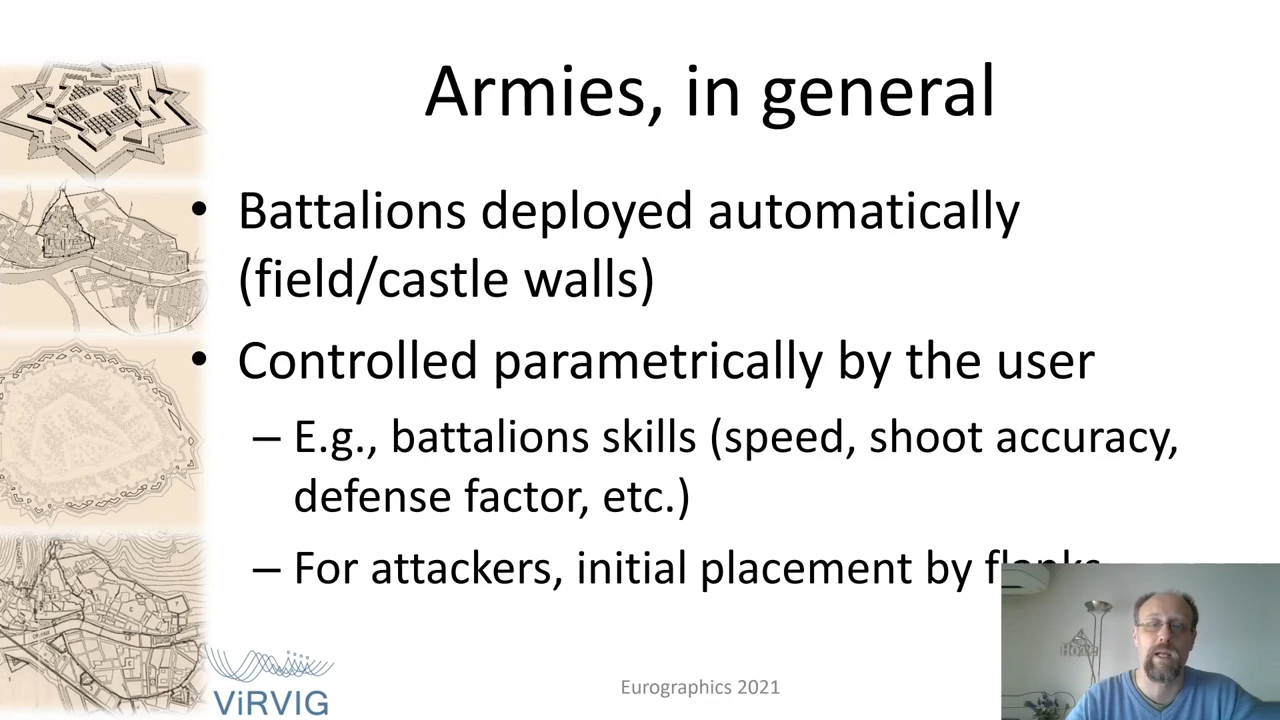 Armies, in general
• Battalions deployed automatically
(field/castle walls)
• Controlled parametrically by the user
– E.g., battalions skills (speed, shoot accuracy,
defense factor, etc.)
– For attackers, initial placement by flanks
ViRVIG
Eurographics 2021